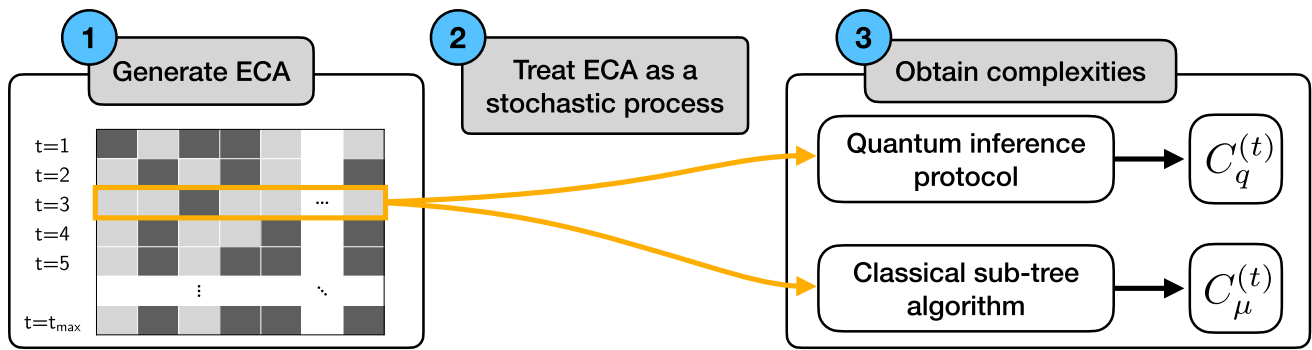 1
Generate ECA
t=1
t=2
t=3
...
t=4
t=5
⋮
⋱
t=t_max
2
Treat ECA as a
stochastic process
3
Obtain complexities
Quantum inference
protocol
C_q^{(t)}
Classical sub-tree
algorithm
C_μ^{(t)}